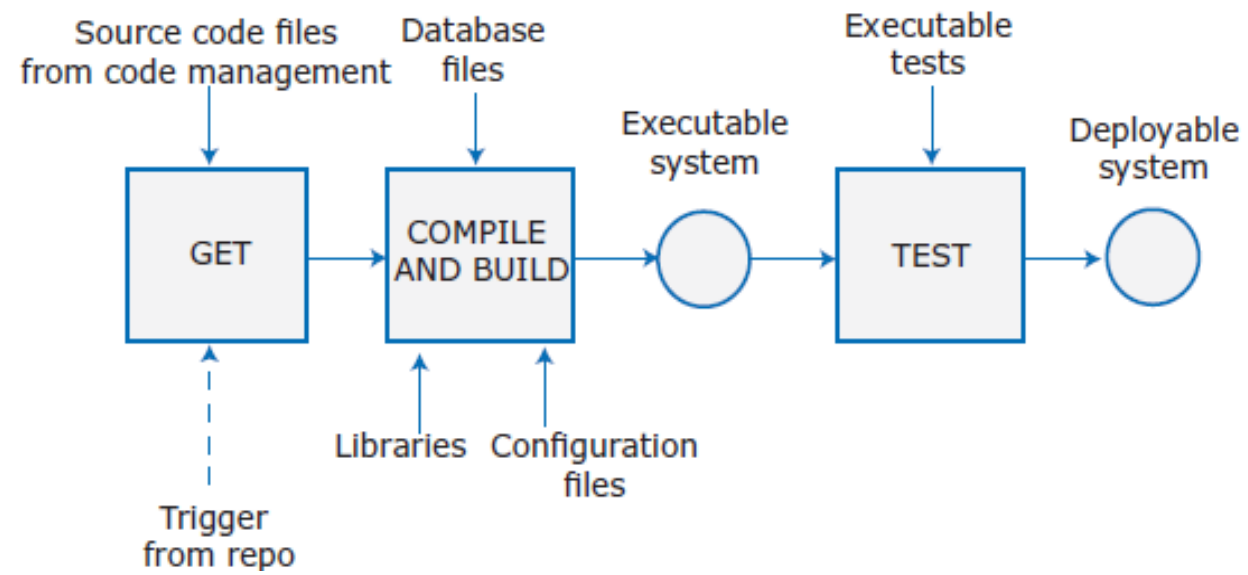 Source code files
from code management
Database
files
Executable
tests
Executable
system
Deployable
system
GET
COMPILE
AND BUILD
TEST
Libraries
Configuration
files
Trigger
from repo